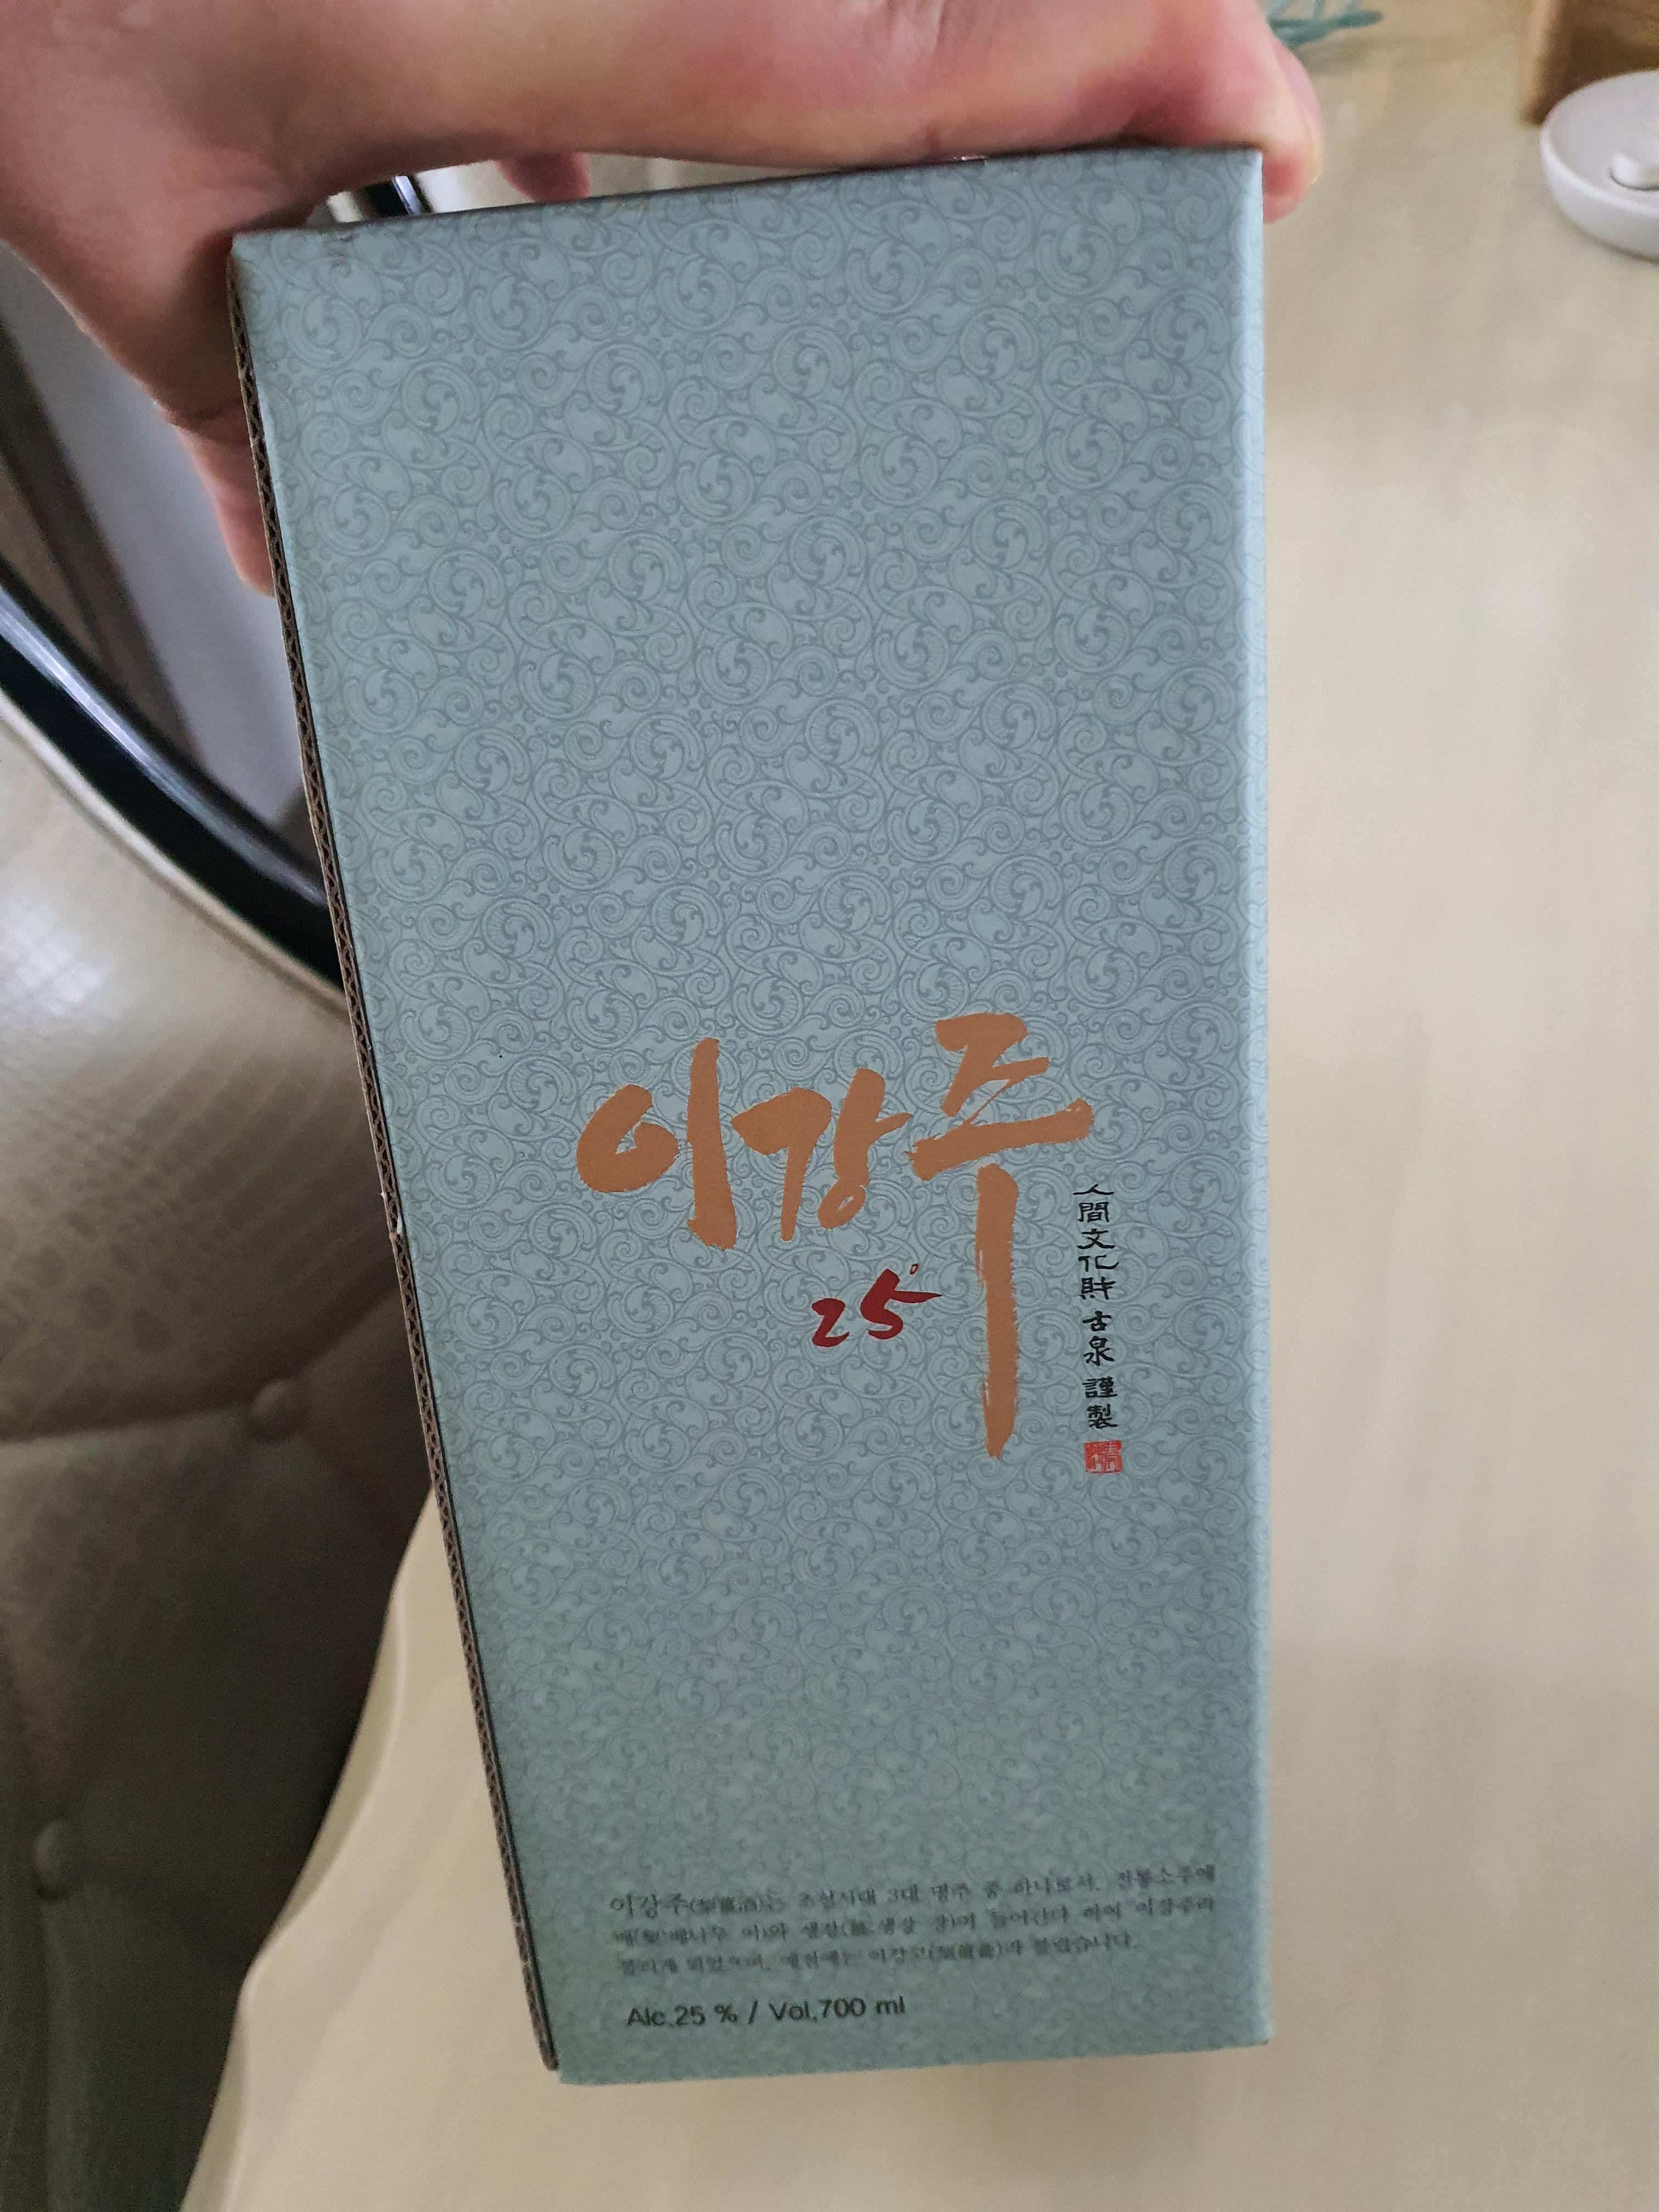 이강주
25°
人間文化財 古泉 謹製
이강주(梨薑酒)는 조선시대 3대 명주 중 하나로서, 전통소주에
배(梨:배나무 이)와 생강(薑:생강 강)이 들어간다 하여 이강주라
불리게 되었으며, 예전에는 이강고(梨薑膏)라 불렸습니다.
Alc.25 % / Vol.700 ml